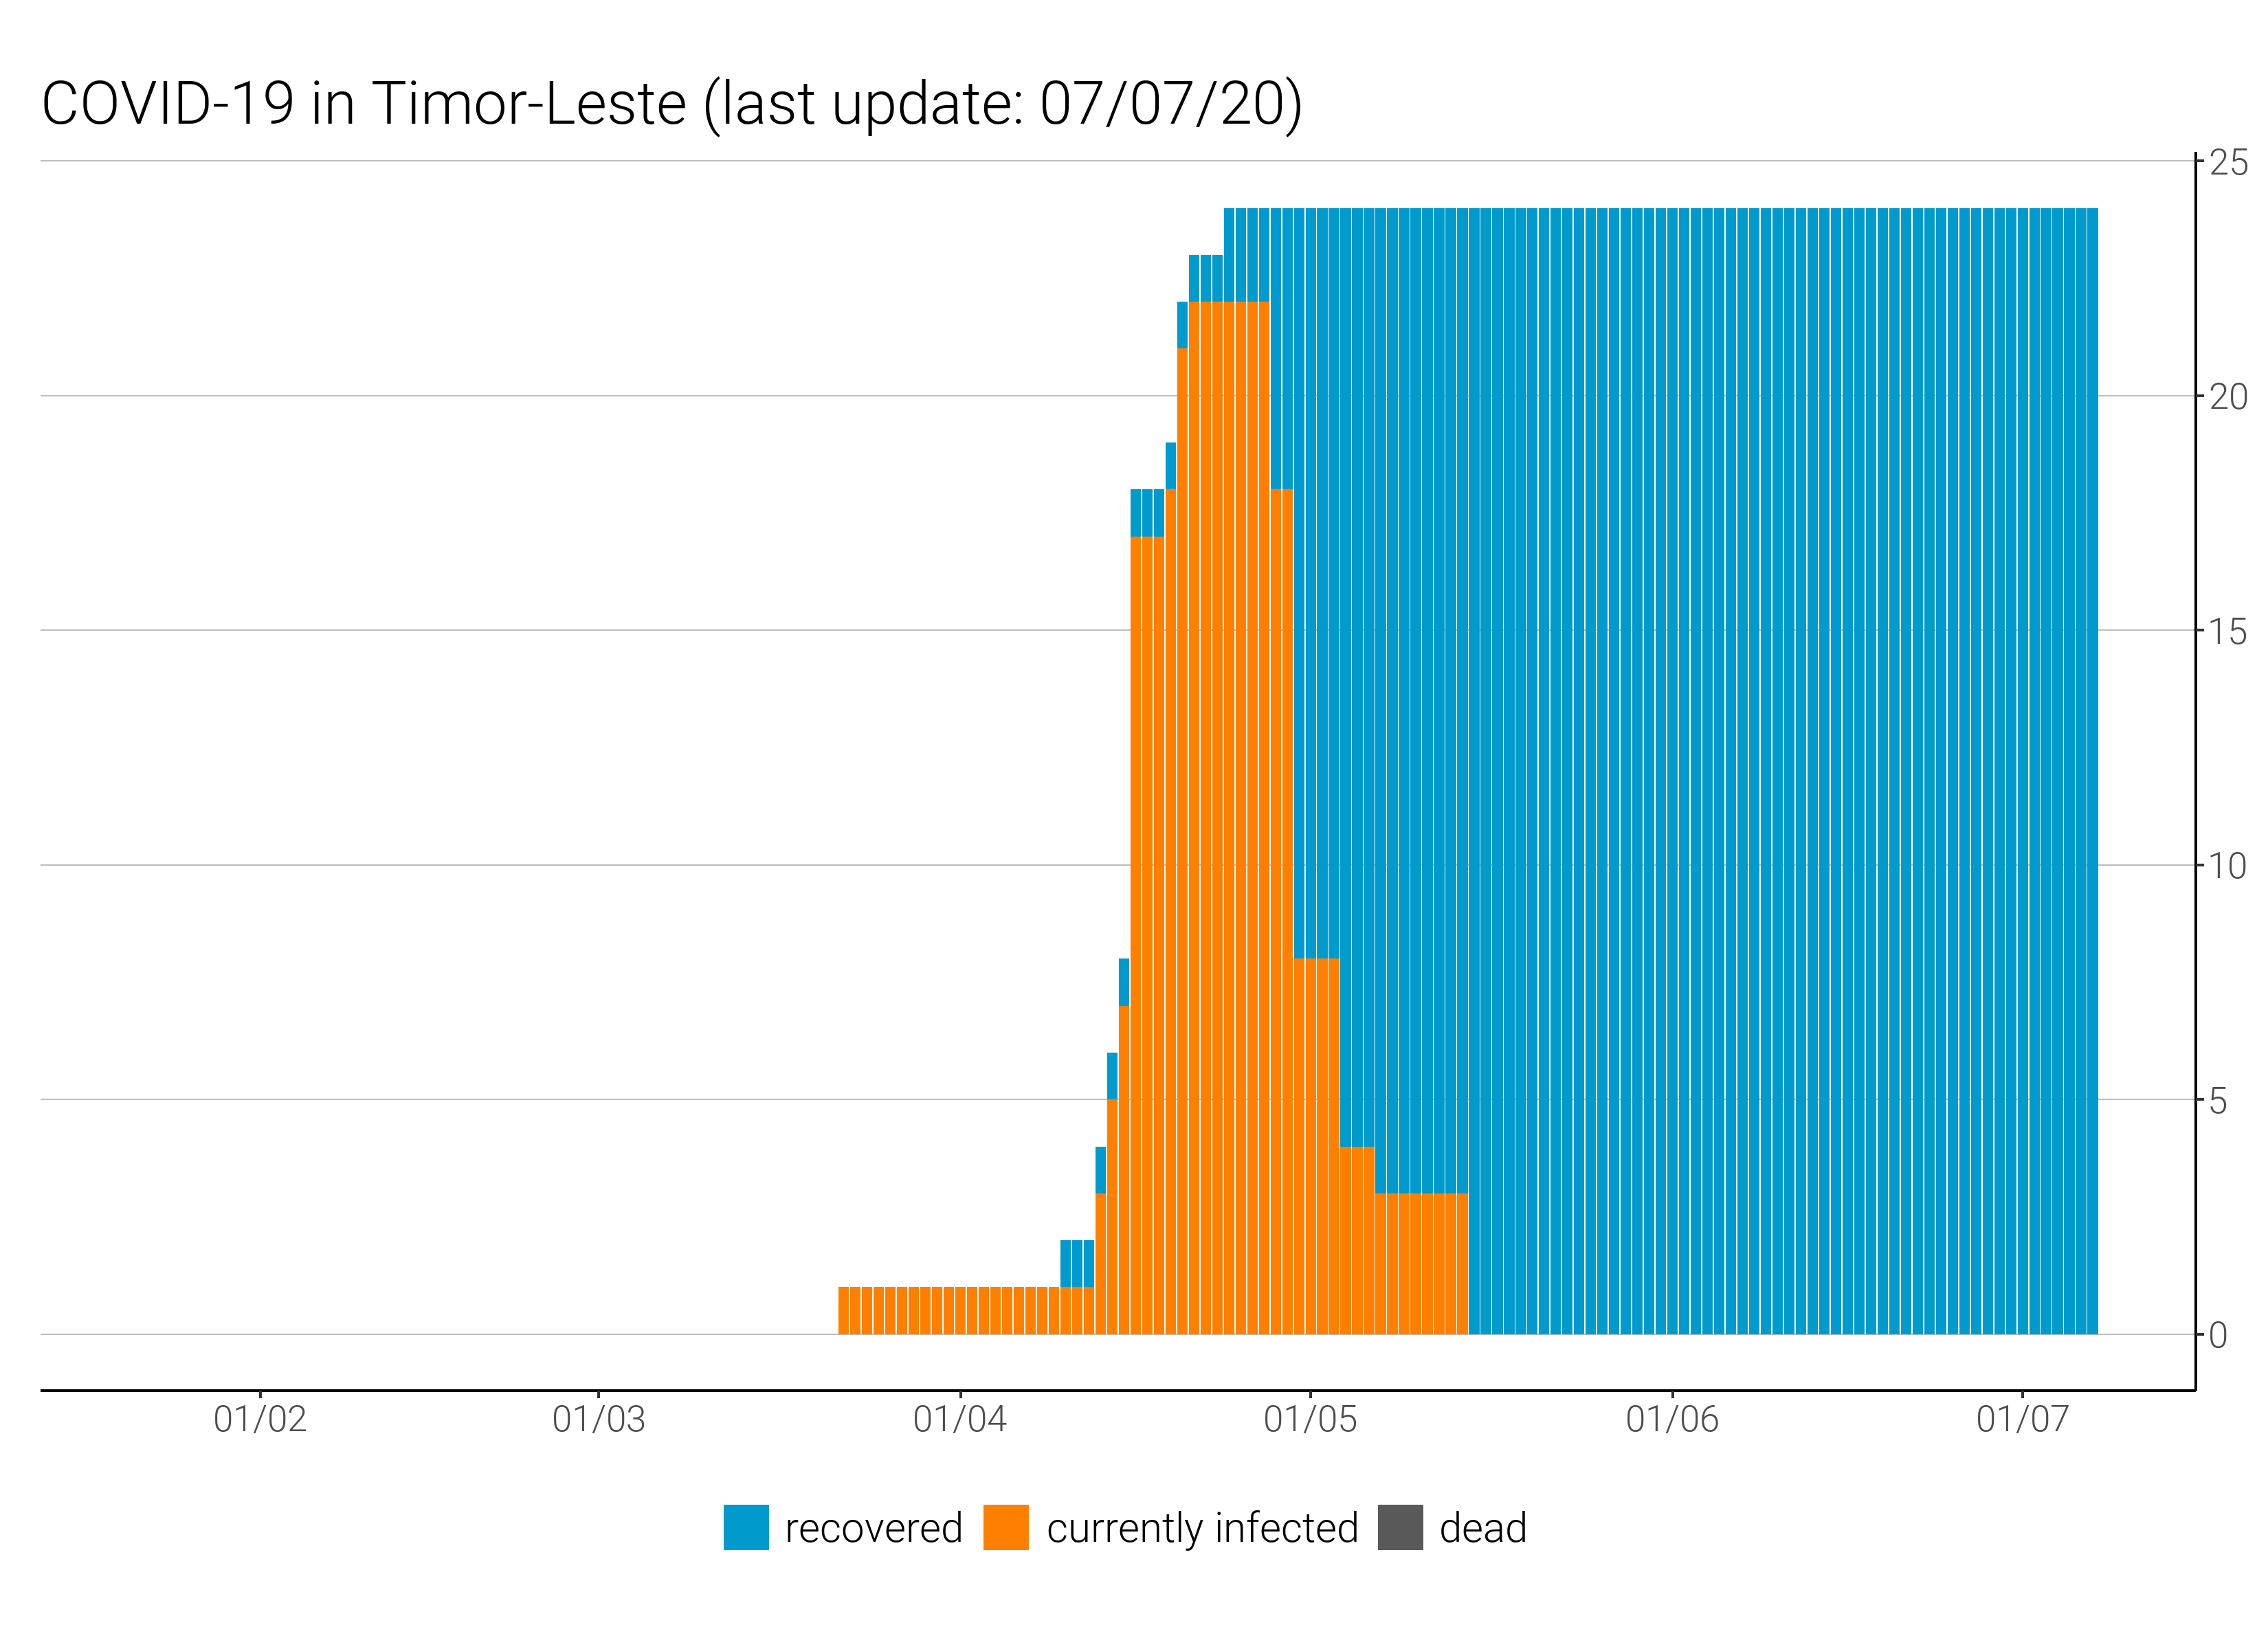 COVID-19 in Timor-Leste (last update: 07/07/20)
25
20
15
10
5
0
01/02 01/03 01/04 01/05 01/06 01/07
recovered currently infected dead